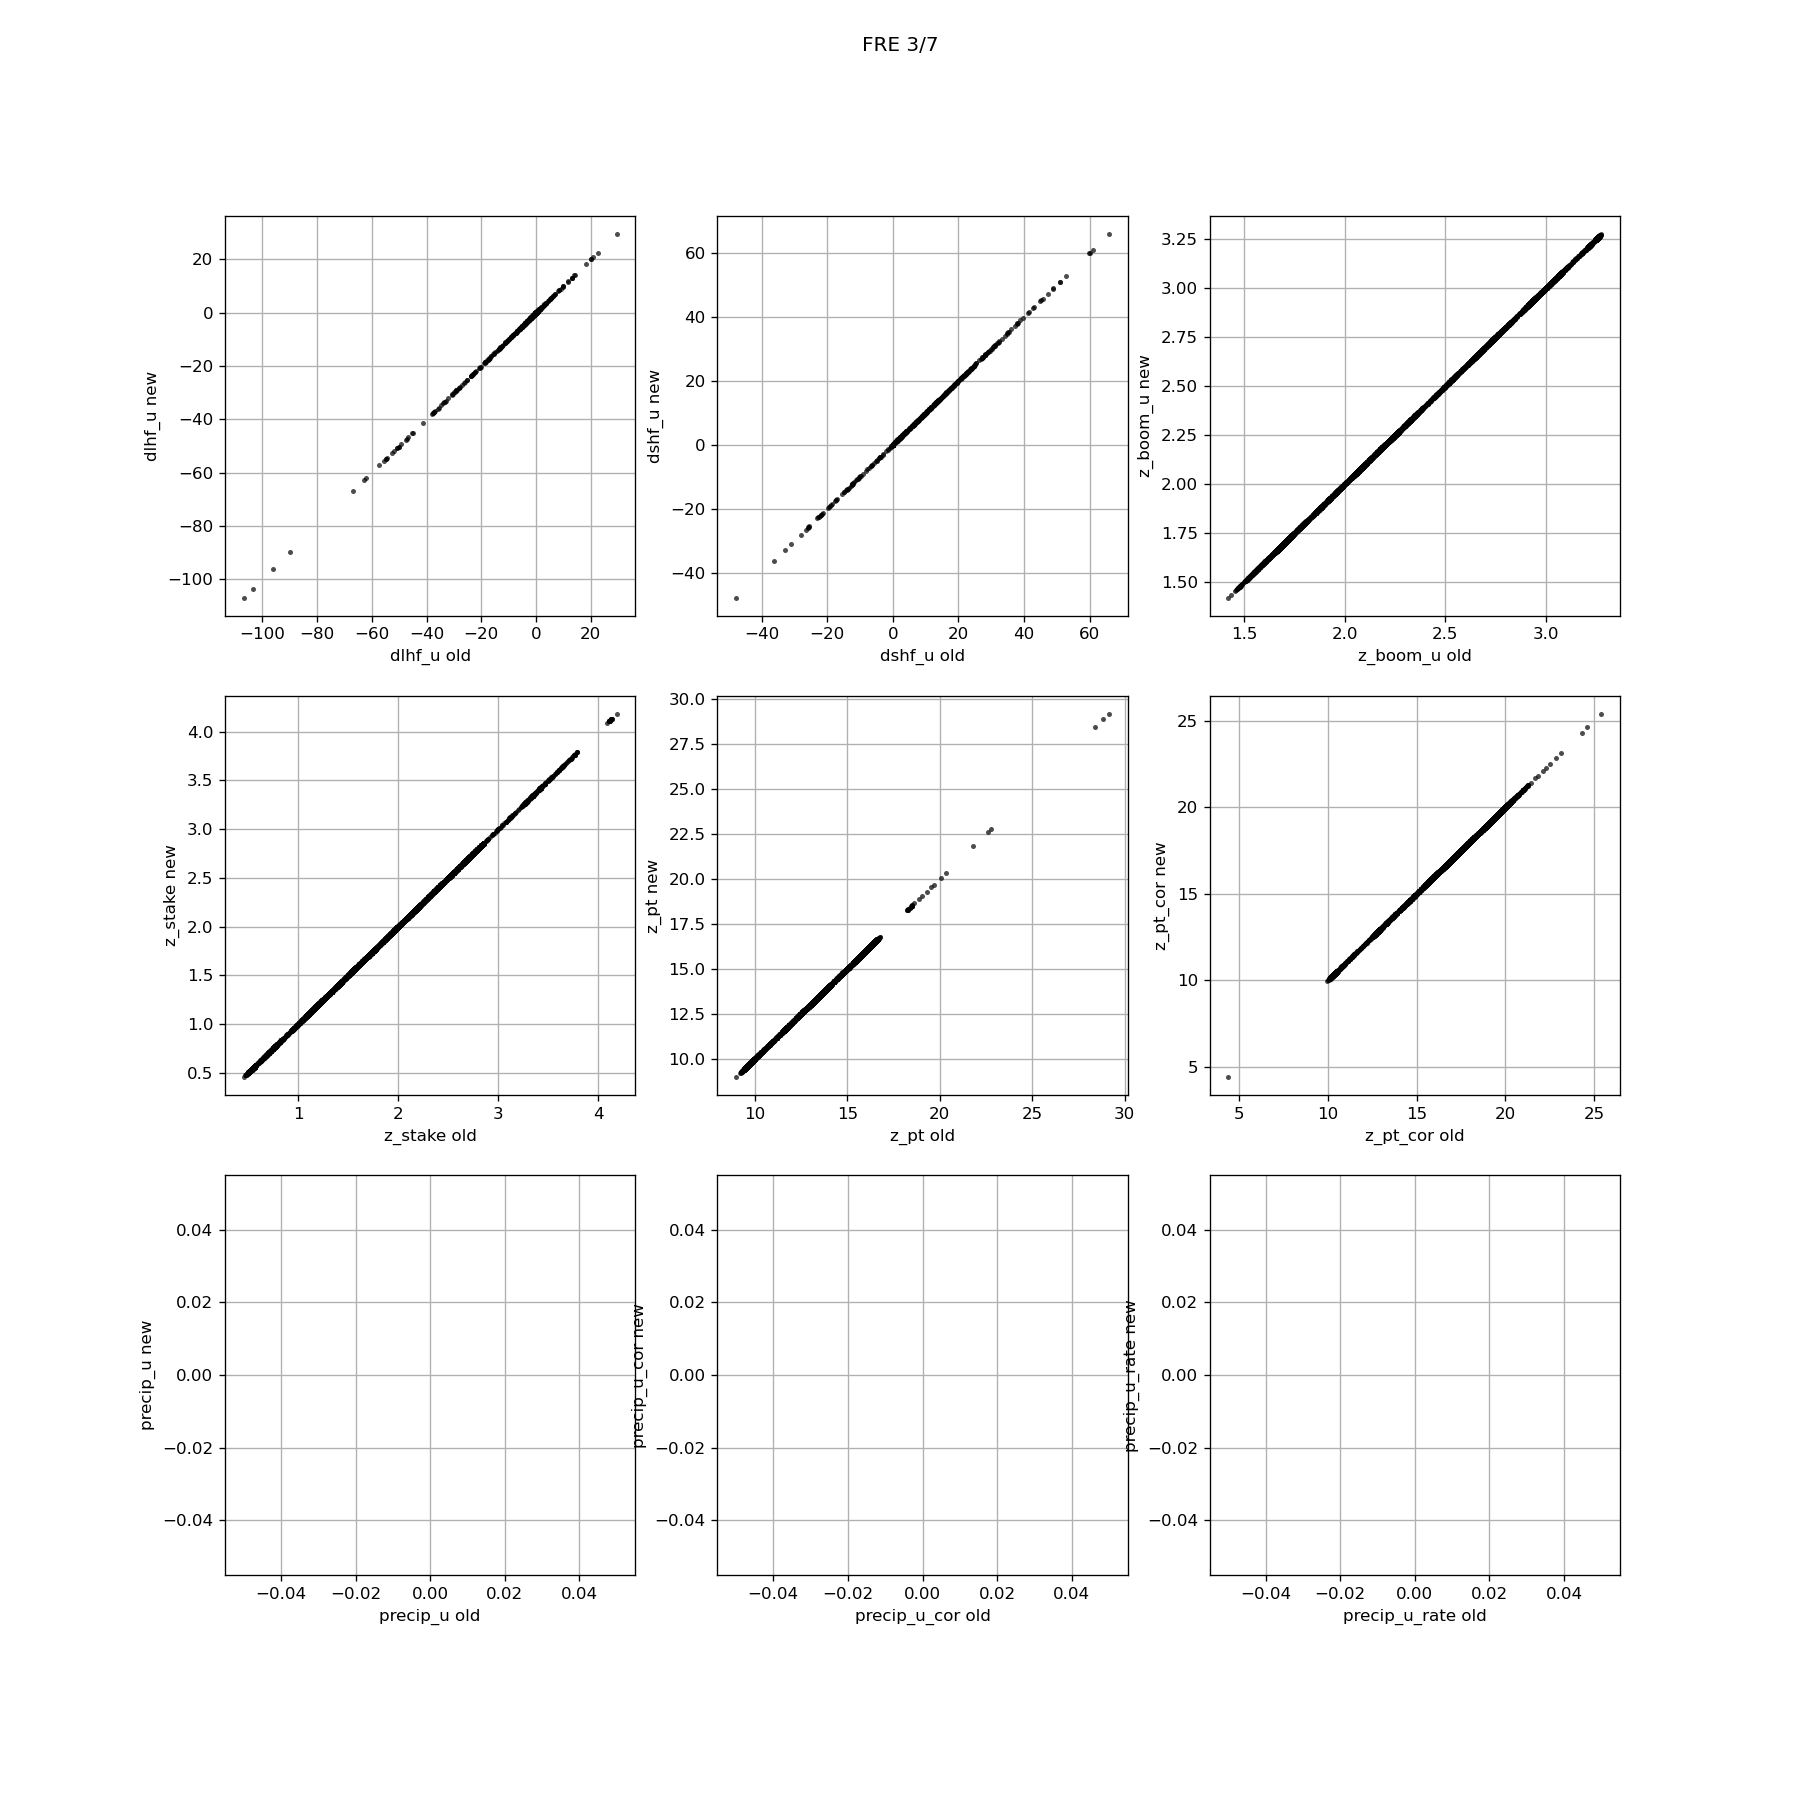 FRE 3/7
20
0
−20
−40
−60
−80
−100
dlhf_u new
−100 −80 −60 −40 −20 0 20
dlhf_u old
60
40
20
0
−20
−40
dshf_u new
−40 −20 0 20 40 60
dshf_u old
3.25
3.00
2.75
2.50
2.25
2.00
1.75
1.50
z_boom_u new
1.5 2.0 2.5 3.0
z_boom_u old
4.0
3.5
3.0
2.5
2.0
1.5
1.0
0.5
z_stake new
1 2 3 4
z_stake old
30.0
27.5
25.0
22.5
20.0
17.5
15.0
12.5
10.0
z_pt new
10 15 20 25 30
z_pt old
25
20
15
10
5
z_pt_cor new
5 10 15 20 25
z_pt_cor old
0.04
0.02
0.00
−0.02
−0.04
precip_u new
−0.04 −0.02 0.00 0.02 0.04
precip_u old
0.04
0.02
0.00
−0.02
−0.04
precip_u_cor new
−0.04 −0.02 0.00 0.02 0.04
precip_u_cor old
0.04
0.02
0.00
−0.02
−0.04
precip_u_rate new
−0.04 −0.02 0.00 0.02 0.04
precip_u_rate old